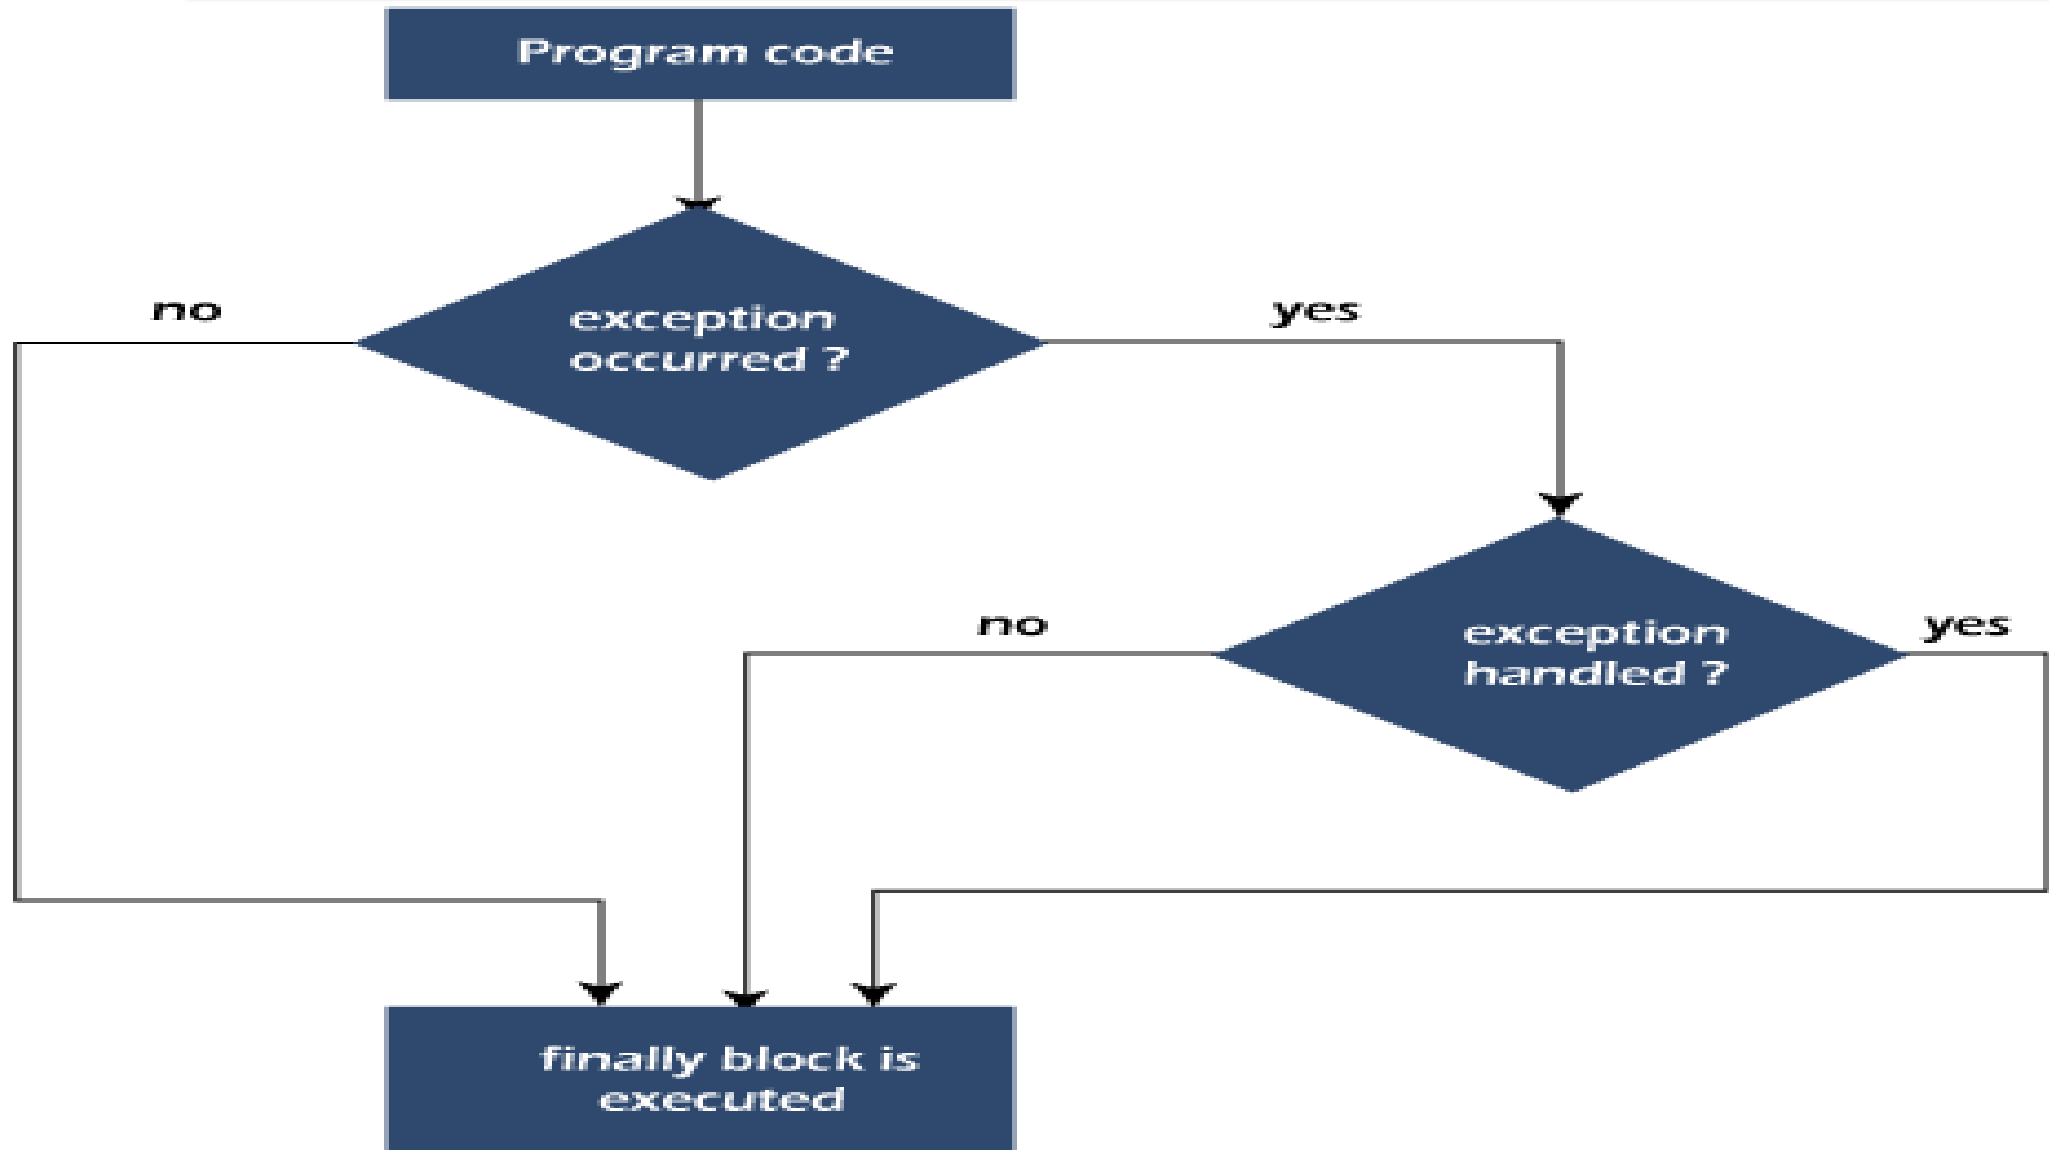 Program code
no
exception
occurred ?
yes
no
exception
handled ?
yes
finally block is
executed